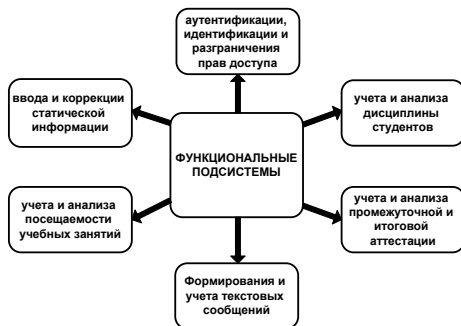 аутентификации,
идентификации и
разграничения
прав доступа
ввода и коррекции
статической
информации
учета и анализа
дисциплины
студентов
ФУНКЦИОНАЛЬНЫЕ
ПОДСИСТЕМЫ
учета и анализа
посещаемости
учебных занятий
учета и анализа
промежуточной и
итоговой
аттестации
Формирования и
учета текстовых
сообщений